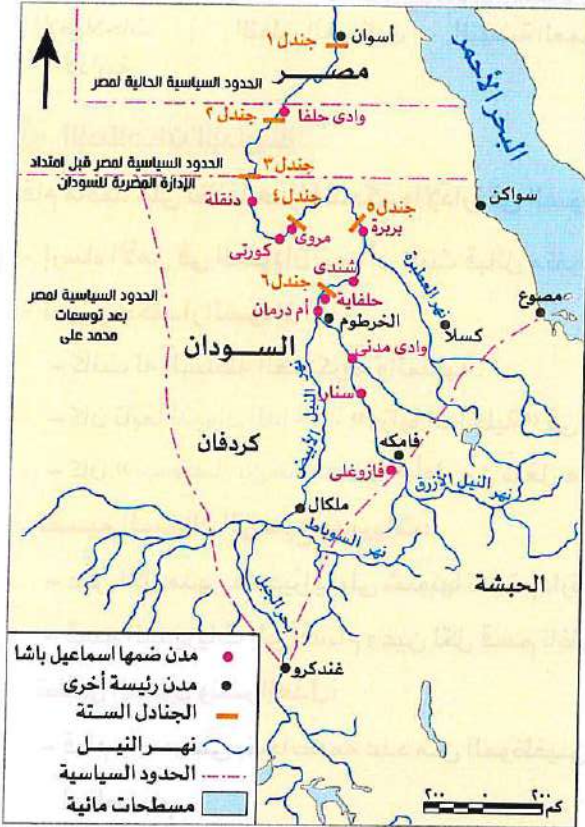 أسوان
جندل ١
مصر
البحر الأحمر
الحدود السياسية الحالية لمصر
جندل ٢
وادى حلفا
الحدود السياسية لمصر قبل امتداد
الإدارة المصرية للسودان
جندل ٣
سواكن
دنقلة
جندل ٤
جندل ٥
مروى
بربرة
كورتى
شندى
نهر العطبرة
مصوع
الحدود السياسية لمصر
بعد توسعات
محمد على
جندل ٦
حلفاية
أم درمان
الخرطوم
كسلا
السودان
وادى مدنى
سنار
نهر النيل الأبيض
كردفان
فامكه
فازوغلى
نهر النيل الأزرق
ملكال
نهر السوباط
الحبشة
بحر الجبل
غندكرو
مدن ضمها اسماعيل باشا
مدن رئيسة أخرى
الجنادل الستة
نهر النيل
الحدود السياسية
مسطحات مائية
٢٠٠ ٠ ٢٠٠
كم